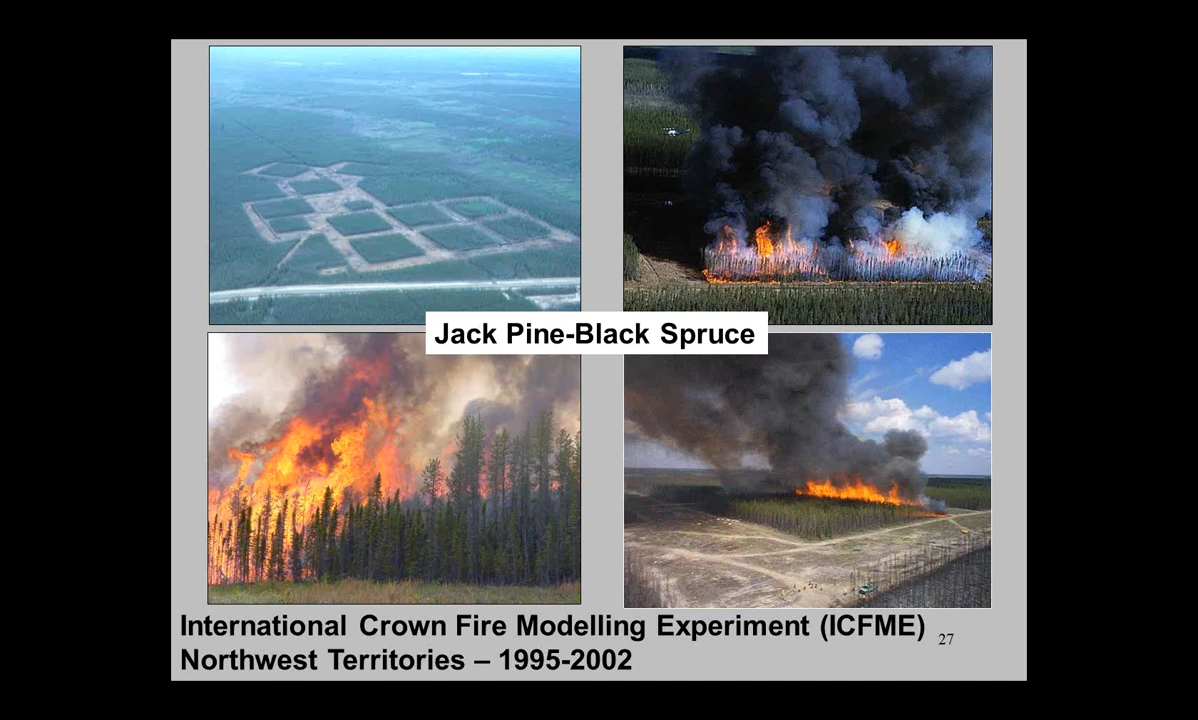 Jack Pine-Black Spruce
International Crown Fire Modelling Experiment (ICFME)
27
Northwest Territories – 1995-2002